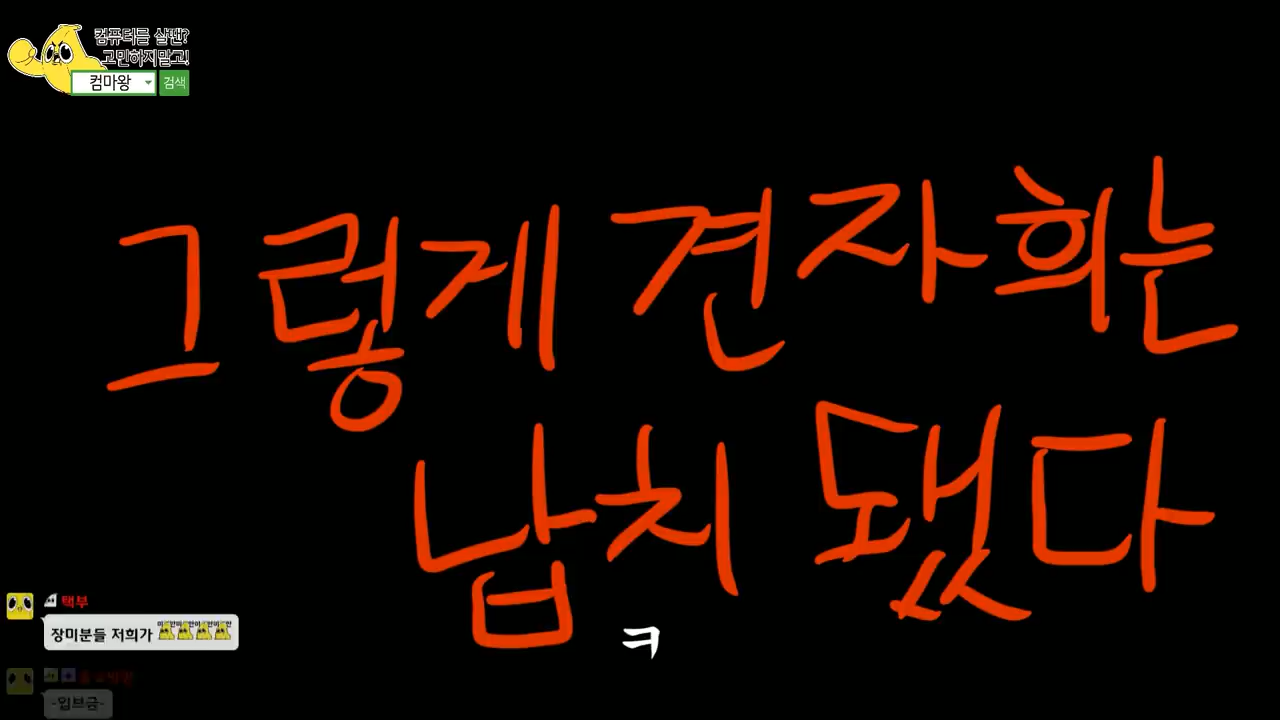 컴퓨터를 살땐?
고민하지말고!
컴마왕 검색
그렇게 견자희는
납치 됐다
택부
장미분들 저희가
ㅋ
-입브금-